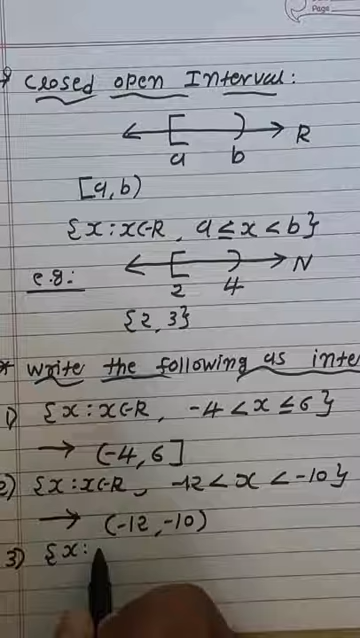 Page
closed open Interval:
R
a b
[a,b)
{x:x∈R, a≤x<b}
e.g: N
2 4
{2,3}
* write the following as inte
1) {x:x∈R, -4<x≤6}
→ (-4,6]
2) {x:x∈R, -12<x<-10}
→ (-12,-10)
3) {x: